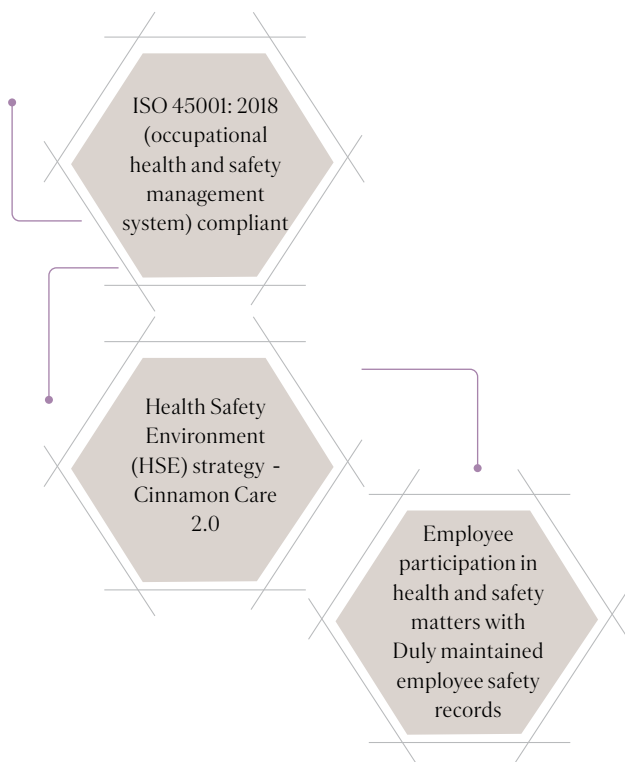 ISO 45001: 2018
(occupational
health and safety
management
system) compliant
Health Safety
Environment
(HSE) strategy -
Cinnamon Care
2.0
Employee
participation in
health and safety
matters with
Duly maintained
employee safety
records